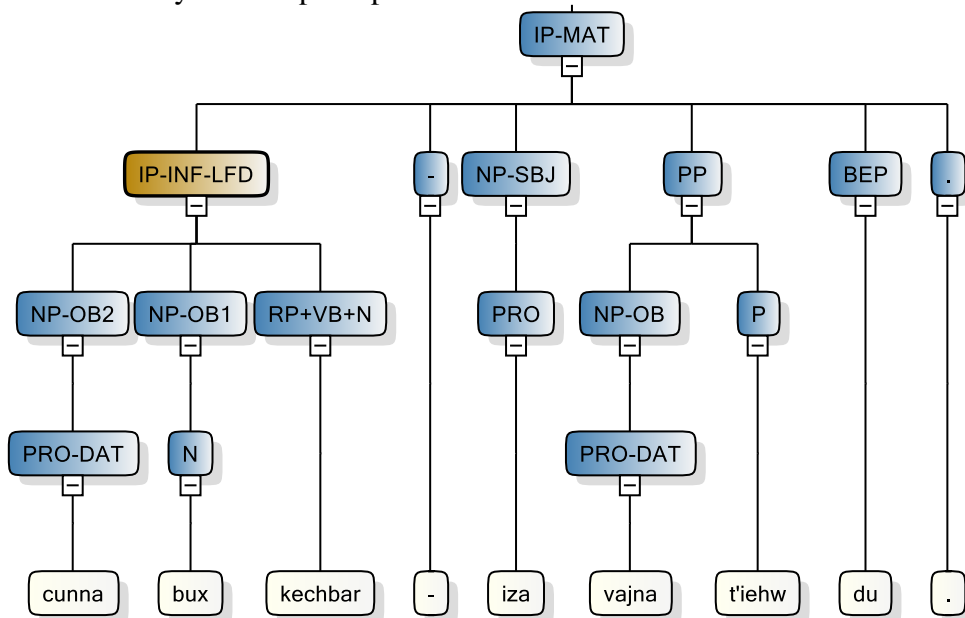 IP-MAT
IP-INF-LFD - NP-SBJ PP BEP .
NP-OB2 NP-OB1 RP+VB+N PRO NP-OB P
PRO-DAT N PRO-DAT
cunna bux kechbar - iza vajna t'iehw du .